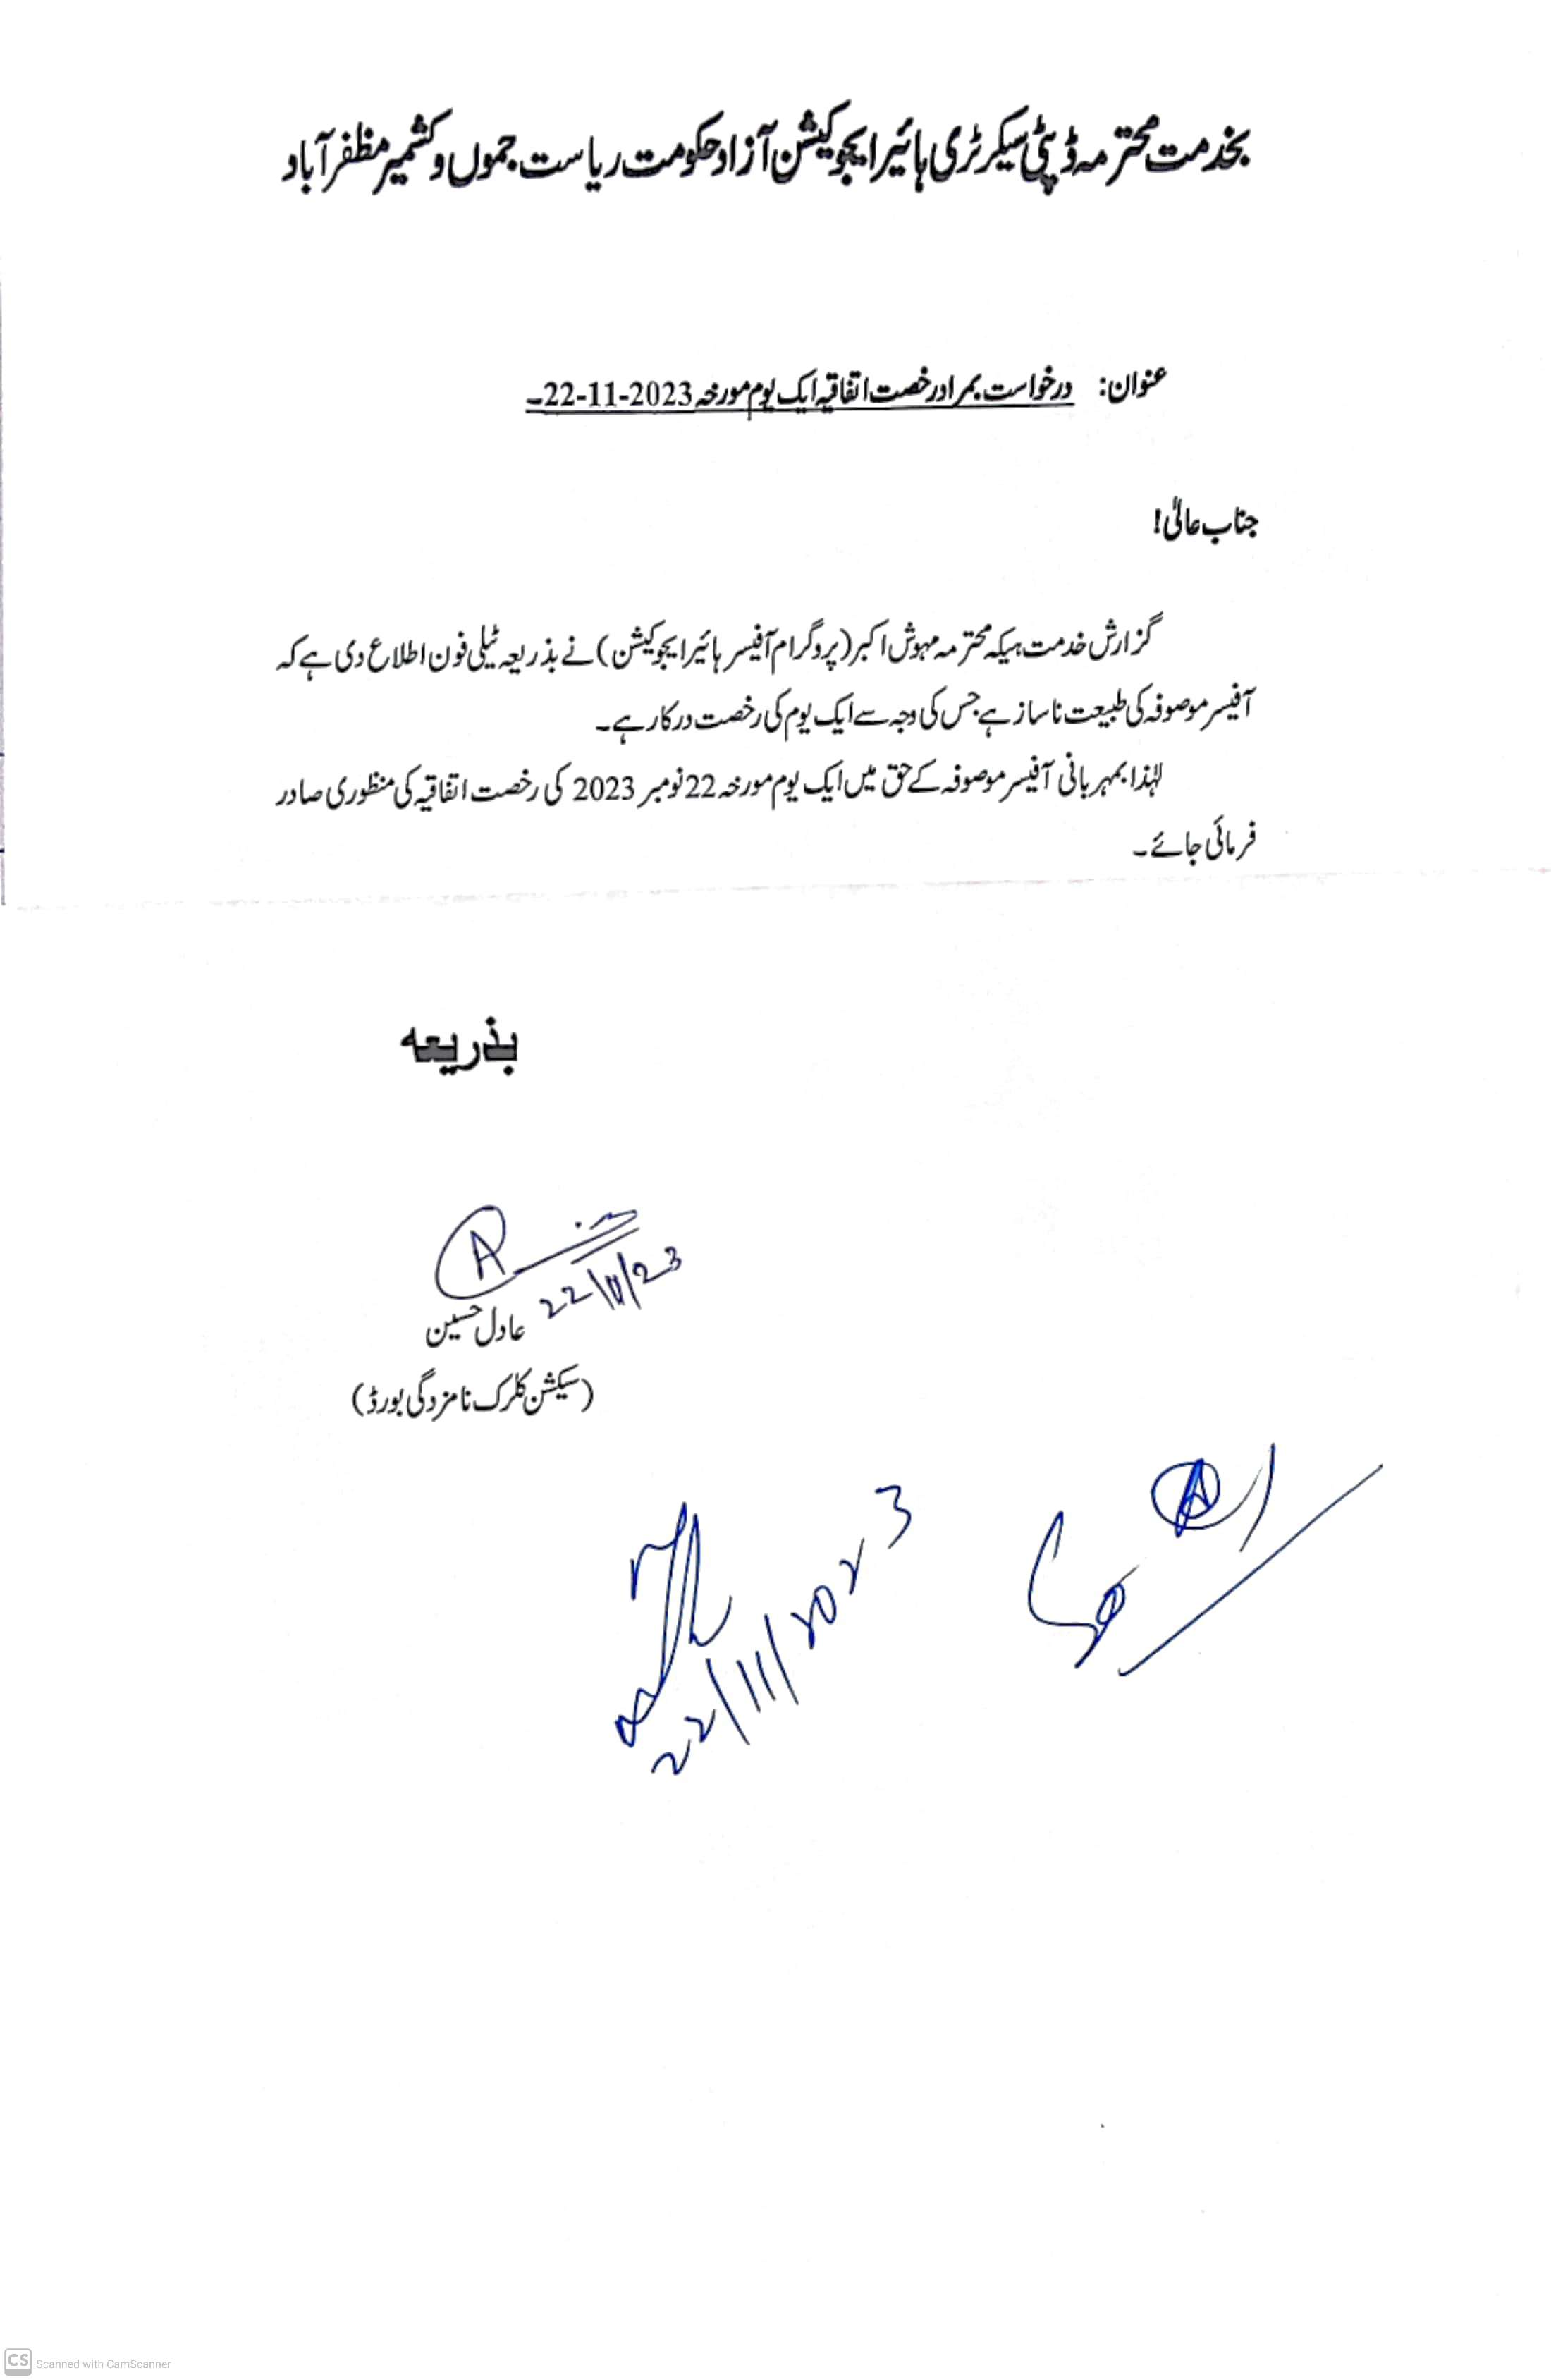 بخدمت محترمہ ڈپٹی سیکرٹری ہائیر ایجوکیشن آزاد حکومت ریاست جموں و کشمیر مظفر آباد
عنوان: درخواست بمراد رخصت اتفاقیہ ایک یوم مورخہ 2023-11-22۔
جناب عالیٰ!
گزارش خدمت ہیکہ محترمہ مہوش اکبر (پروگرام آفیسر ہائیر ایجوکیشن) نے بذریعہ ٹیلی فون اطلاع دی ہے کہ
آفیسر موصوفہ کی طبیعت ناساز ہے جس کی وجہ سے ایک یوم کی رخصت درکار ہے۔
لہٰذا بمہربانی آفیسر موصوفہ کے حق میں ایک یوم مورخہ 22 نومبر 2023 کی رخصت اتفاقیہ کی منظوری صادر
فرمائی جائے۔
بذریعہ
22/11/23
عادل حسین
(سیکشن کلرک نامزدگی بورڈ)
22/11/2023
CS Scanned with CamScanner